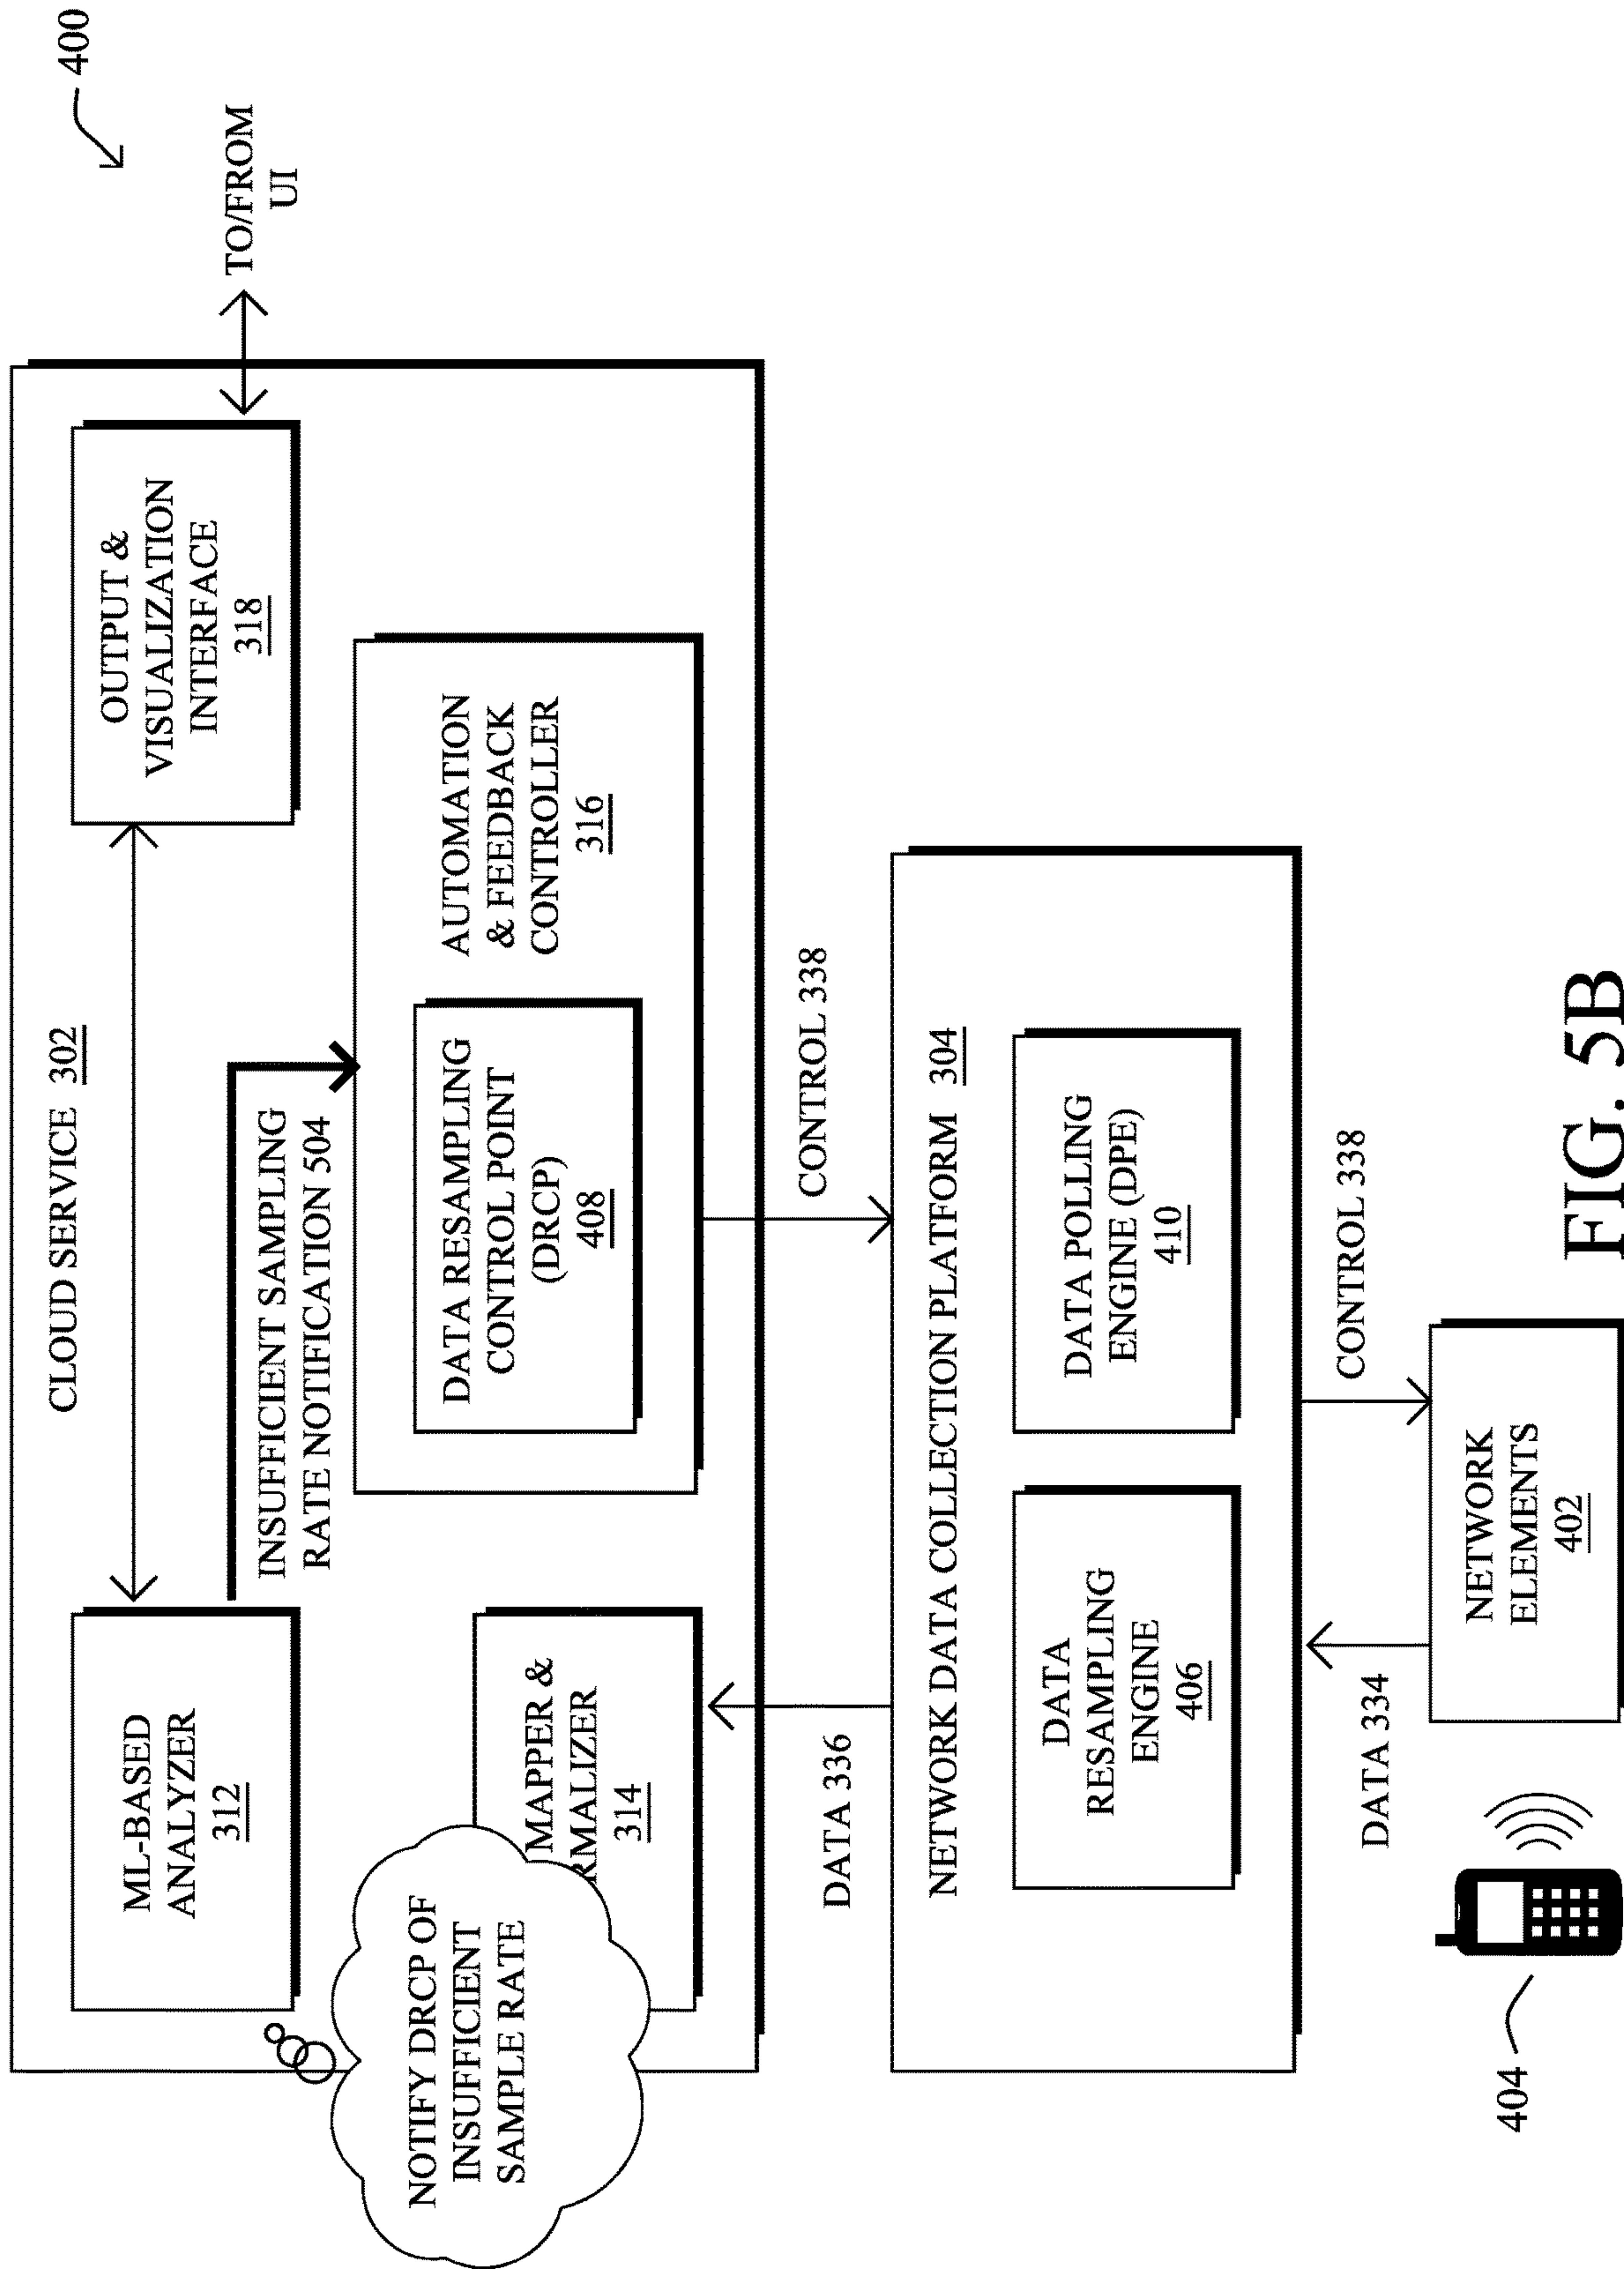 400
CLOUD SERVICE 302
ML-BASED
ANALYZER
312
OUTPUT &
VISUALIZATION
INTERFACE
318
TO/FROM
UI
INSUFFICIENT SAMPLING
RATE NOTIFICATION 504
NOTIFY DRCP OF
INSUFFICIENT
SAMPLE RATE
MAPPER &
RMALIZER
314
DATA RESAMPLING
CONTROL POINT
(DRCP)
408
AUTOMATION
& FEEDBACK
CONTROLLER
316
DATA 336
CONTROL 338
NETWORK DATA COLLECTION PLATFORM 304
DATA
RESAMPLING
ENGINE
406
DATA POLLING
ENGINE (DPE)
410
DATA 334
CONTROL 338
404
NETWORK
ELEMENTS
402
FIG. 5B